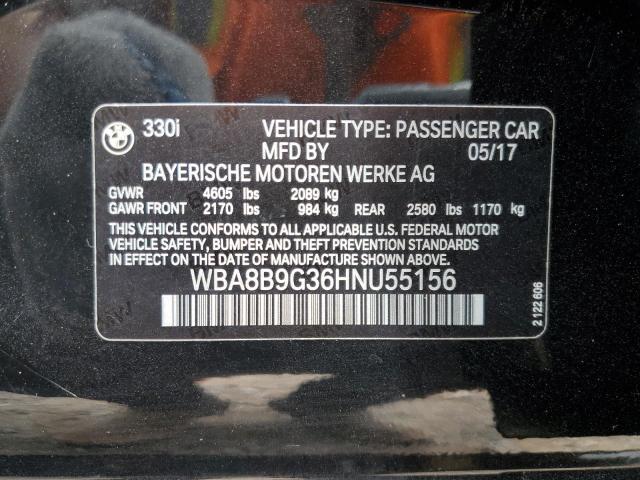 330i VEHICLE TYPE: PASSENGER CAR
MFD BY 05/17
BAYERISCHE MOTOREN WERKE AG
GVWR 4605 lbs 2089 kg
GAWR FRONT 2170 lbs 984 kg REAR 2580 lbs 1170 kg
THIS VEHICLE CONFORMS TO ALL APPLICABLE U.S. FEDERAL MOTOR
VEHICLE SAFETY, BUMPER AND THEFT PREVENTION STANDARDS IN
EFFECT ON THE DATE OF MANUFACTURE SHOWN ABOVE.
WBA8B9G36HNU55156
2 122 606